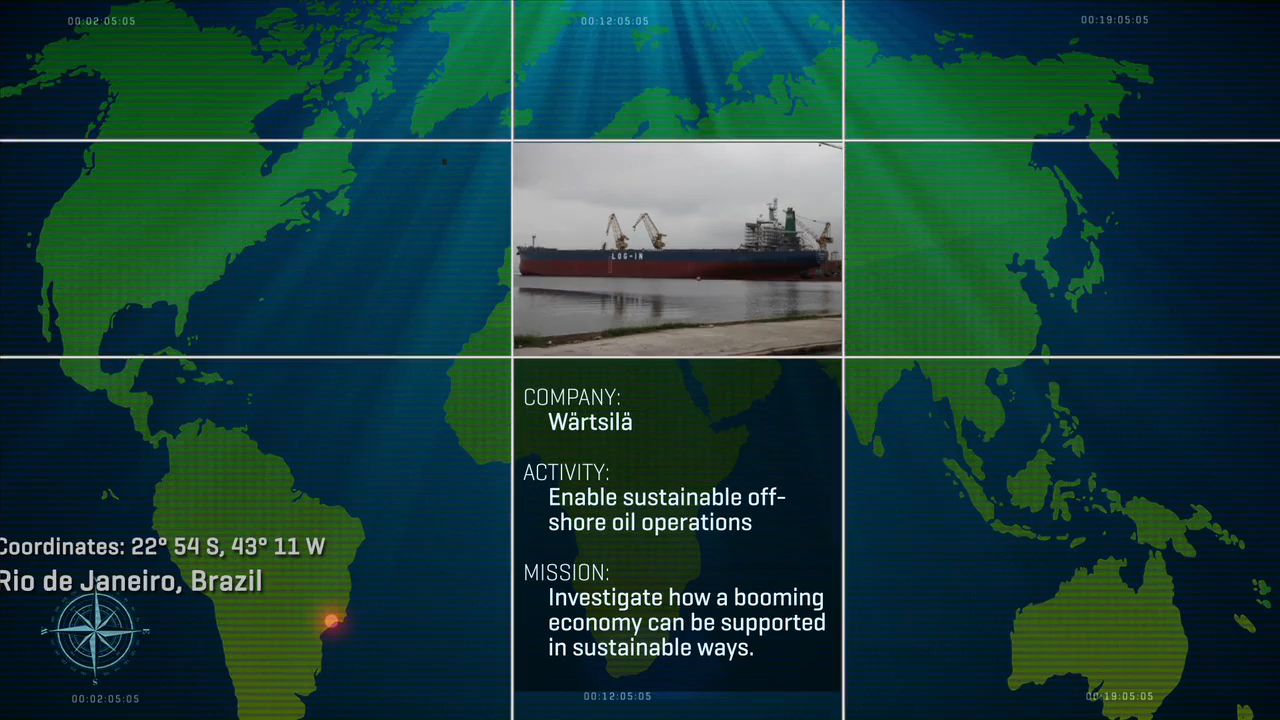 00:02:05:05
00:12:05:05
00:19:05:05
LOG-IN
COMPANY:
Wärtsilä
ACTIVITY:
Enable sustainable off-
shore oil operations
MISSION:
Investigate how a booming
economy can be supported
in sustainable ways.
Coordinates: 22° 54 S, 43° 11 W
Rio de Janeiro, Brazil
N
W
E
S
00:02:05:05
00:12:05:05
00:19:05:05